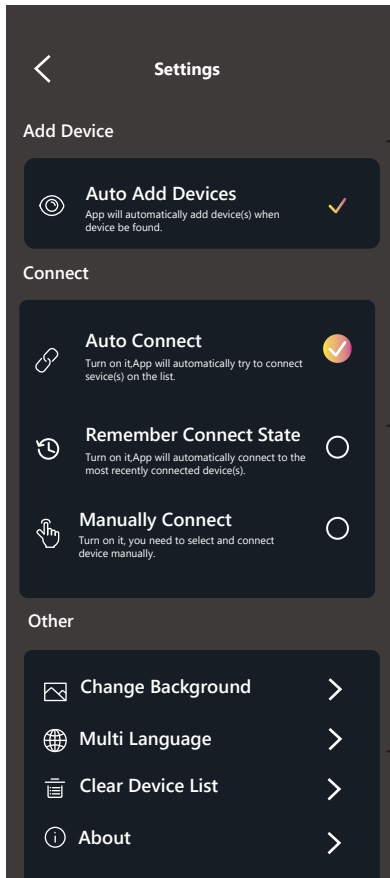 Settings
Add Device
Auto Add Devices
App will automatically add device(s) when
device be found.
Connect
Auto Connect
Turn on it,App will automatically try to connect
sevice(s) on the list.
Remember Connect State
Turn on it,App will automatically connect to the
most recently connected device(s).
Manually Connect
Turn on it, you need to select and connect
device manually.
Other
Change Background
Multi Language
Clear Device List
About